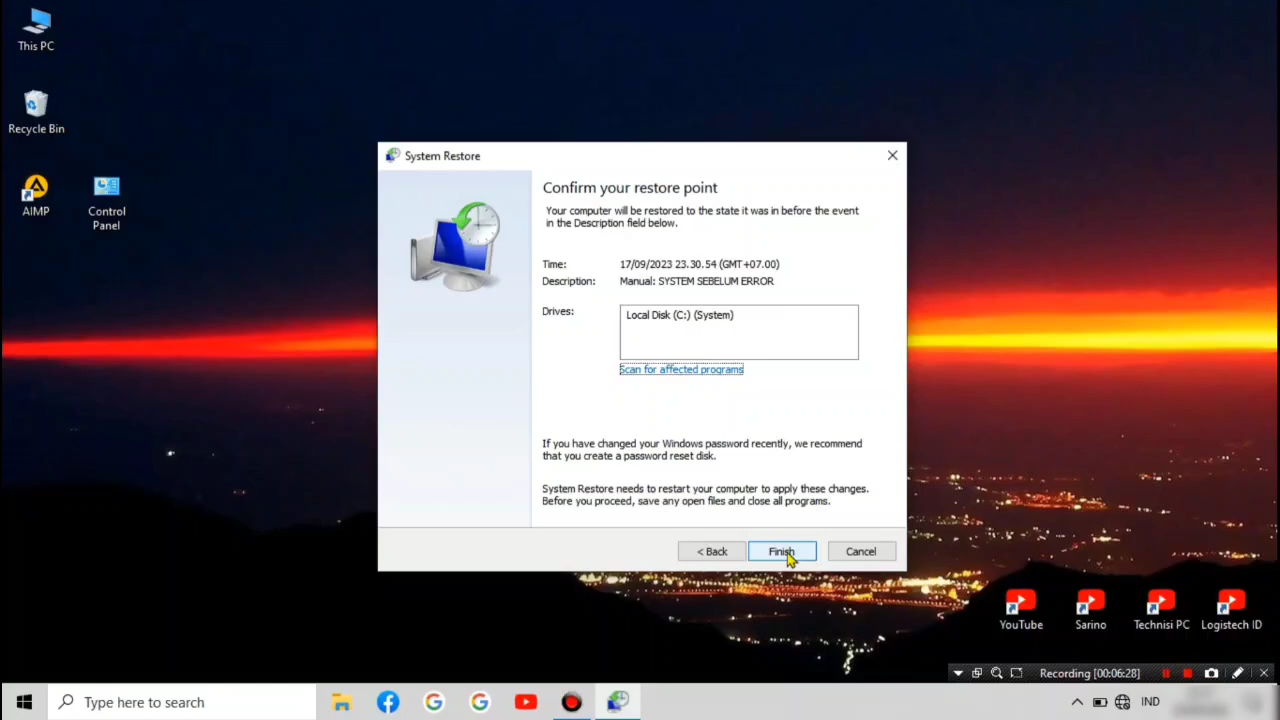 This PC
Recycle Bin
AIMP
Control
Panel
System Restore
Confirm your restore point
Your computer will be restored to the state it was in before the event
in the Description field below.
Time: 17/09/2023 23.30.54 (GMT+07.00)
Description: Manual: SYSTEM SEBELUM ERROR
Drives: Local Disk (C:) (System)
Scan for affected programs
If you have changed your Windows password recently, we recommend
that you create a password reset disk.
System Restore needs to restart your computer to apply these changes.
Before you proceed, save any open files and close all programs.
< Back Finish Cancel
YouTube Sarino Technisi PC Logistech ID
Recording [00:06:28]
Type here to search
IND